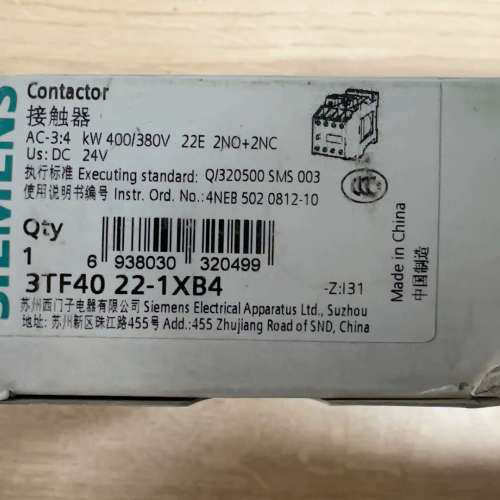 SIEMENS
Contactor
接触器
AC-3:4 kW 400/380V 22E 2NO+2NC
Us: DC 24V
执行标准 Executing standard: Q/320500 SMS 003
使用说明书编号 Instr. Ord. No.:4NEB 502 0812-10
CCC
Qty
1
6 938030 320499
3TF40 22-1XB4
-Z:I31
苏州西门子电器有限公司 Siemens Electrical Apparatus Ltd., Suzhou
地址: 苏州新区珠江路455号 Add.:455 Zhujiang Road of SND, China
Made in China
中国制造